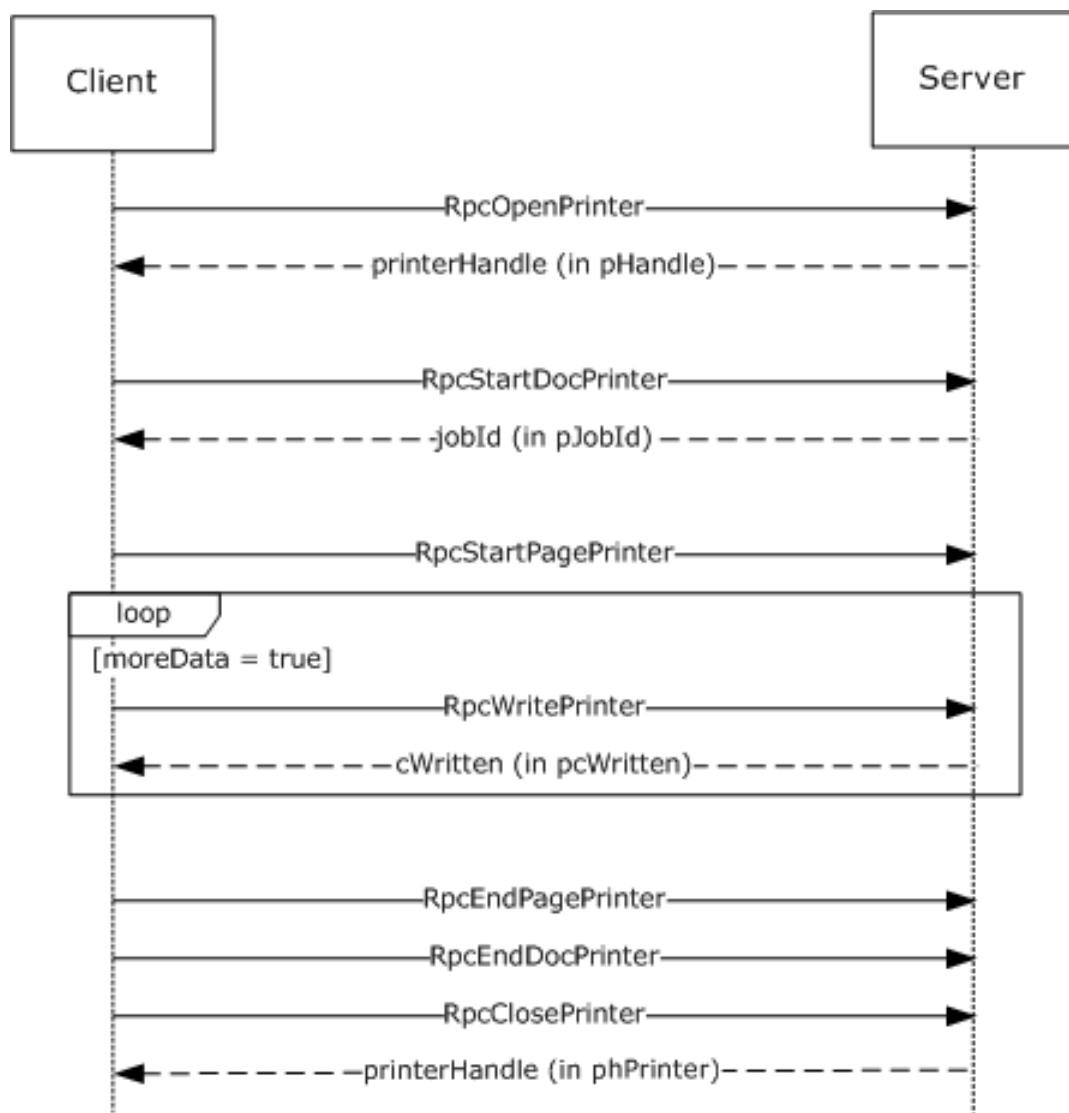 Client
Server
RpcOpenPrinter
printerHandle (in pHandle)
RpcStartDocPrinter
jobId (in pJobId)
RpcStartPagePrinter
loop
[moreData = true]
RpcWritePrinter
cWritten (in pcWritten)
RpcEndPagePrinter
RpcEndDocPrinter
RpcClosePrinter
printerHandle (in phPrinter)